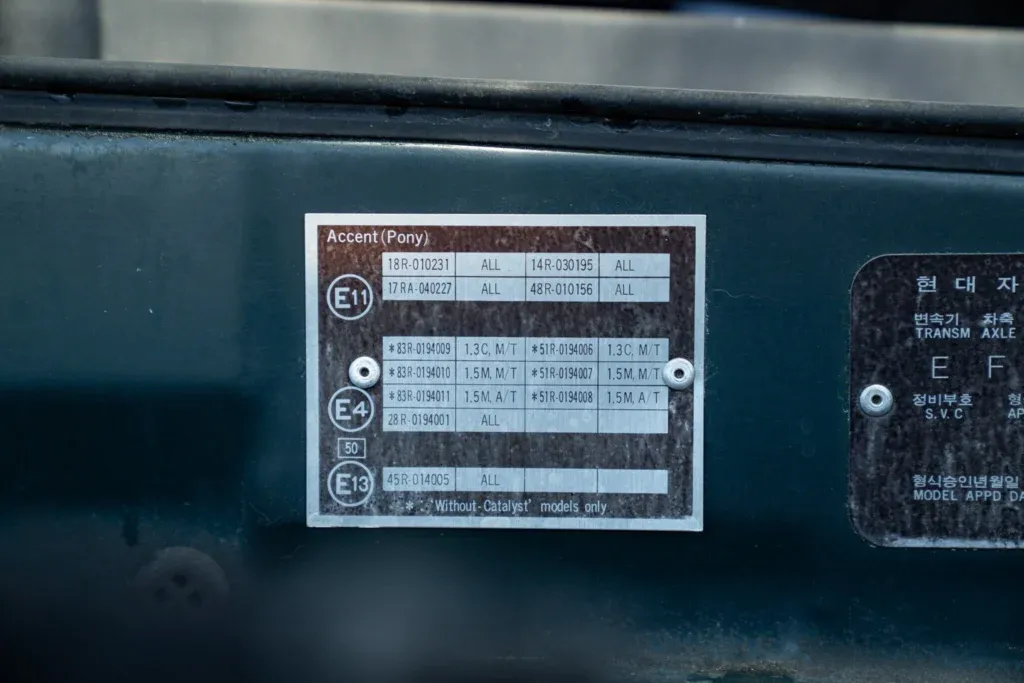 Accent (Pony)
18R-010231 ALL 14R-030195 ALL
E11 17RA-040227 ALL 48R-010156 ALL
*83R-0194009 1.3C, M/T *51R-0194006 1.3C, M/T
*83R-0194010 1.5M, M/T *51R-0194007 1.5M, M/T
*83R-0194011 1.5M, A/T *51R-0194008 1.5M, A/T
E4 28R-0194001 ALL
50
E13 45R-014005 ALL
* : 'Without-Catalyst' models only
현 대 자
변속기 차축
TRANSM AXLE
E F
정비부호 형
S.V.C AP
형식승인년월일
MODEL APPD DA